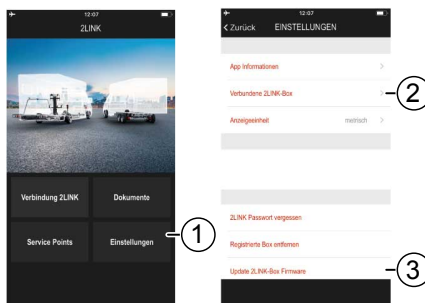 12:07
2LINK
Verbindung 2LINK
Dokumente
Service Points
Einstellungen
1
12:07
Zurück
EINSTELLUNGEN
App Informationen
Verbundene 2LINK-Box
2
Anzeigeeinheit
metrisch
2LINK Passwort vergessen
Registrierte Box entfernen
Update 2LINK-Box Firmware
3